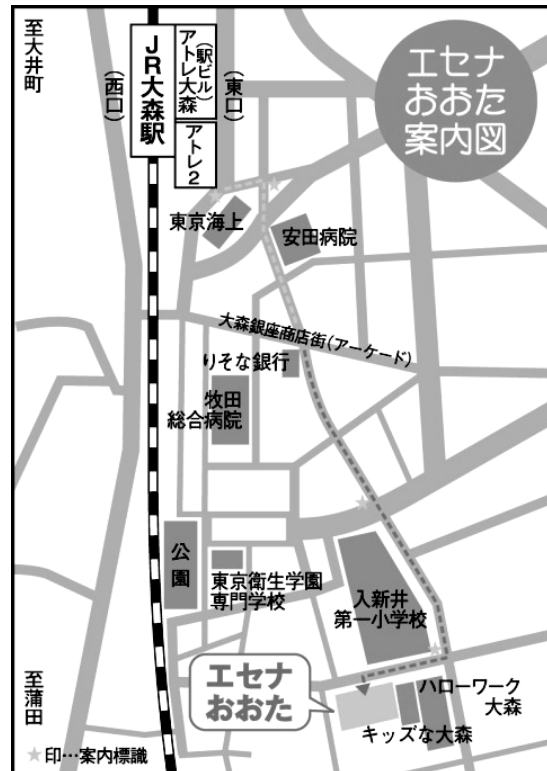 至大井町
(西口)
JR大森駅
アトレ大森
(駅ビル)
アトレ2
(東口)
エセナ
おおた
案内図
東京海上
安田病院
大森銀座商店街(アーケード)
りそな銀行
牧田
総合病院
公園
東京衛生学園
専門学校
入新井
第一小学校
エセナ
おおた
ハローワーク
大森
キッズな大森
至蒲田
★印…案内標識